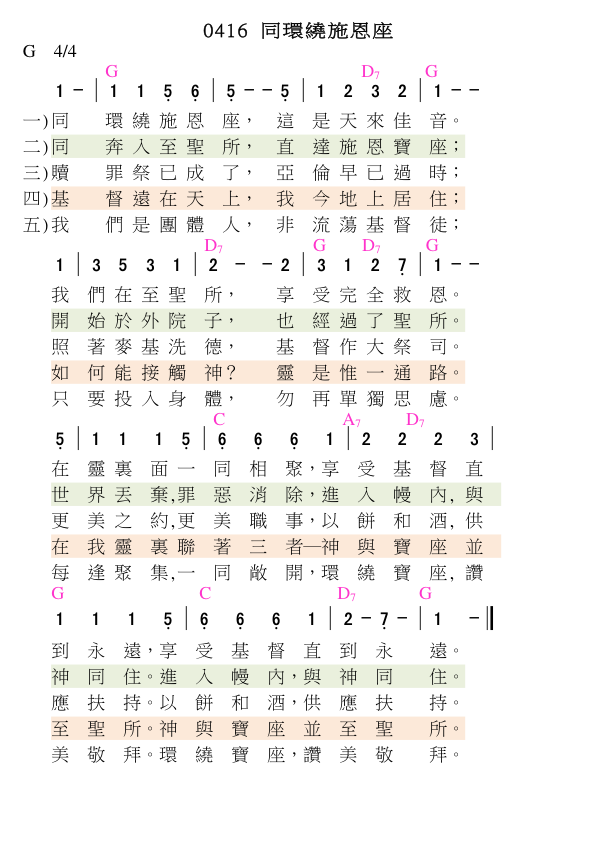 0416 同環繞施恩座
G 4/4
G D7 G
1 – | 1 1 5̣ 6̣ | 5̣ – – 5̣ | 1 2 3 2 | 1 – –
一)同 環繞施恩座，這是天來佳音。
二)同 奔入至聖所，直達施恩寶座；
三)贖 罪祭已成了，亞倫早已過時；
四)基 督遠在天上，我今地上居住；
五)我 們是團體人，非流蕩基督徒；
D7 G D7 G
1 | 3 5 3 1 | 2 – – 2 | 3 1 2 7̣ | 1 – –
我們在至聖所，享受完全救恩。
開始於外院子，也經過了聖所。
照著麥基洗德，基督作大祭司。
如何能接觸神？靈是惟一通路。
只要投入身體，勿再單獨思慮。
C A7 D7
5̣ | 1 1 1 5̣ | 6̣ 6̣ 6̣ 1 | 2 2 2 3 |
在靈裏面一同相聚，享受基督直
世界丟棄,罪惡消除，進入幔內,與
更美之約,更美職事，以餅和酒,供
在我靈裏聯著三者─神與寶座並
每逢聚集,一同敞開，環繞寶座,讚
G C D7 G
1 1 1 5̣ | 6̣ 6̣ 6̣ 1 | 2 – 7̣ – | 1 – ‖
到永遠，享受基督直到永遠。
神同住。進入幔內，與神同住。
應扶持。以餅和酒，供應扶持。
至聖所。神與寶座並至聖所。
美敬拜。環繞寶座，讚美敬拜。